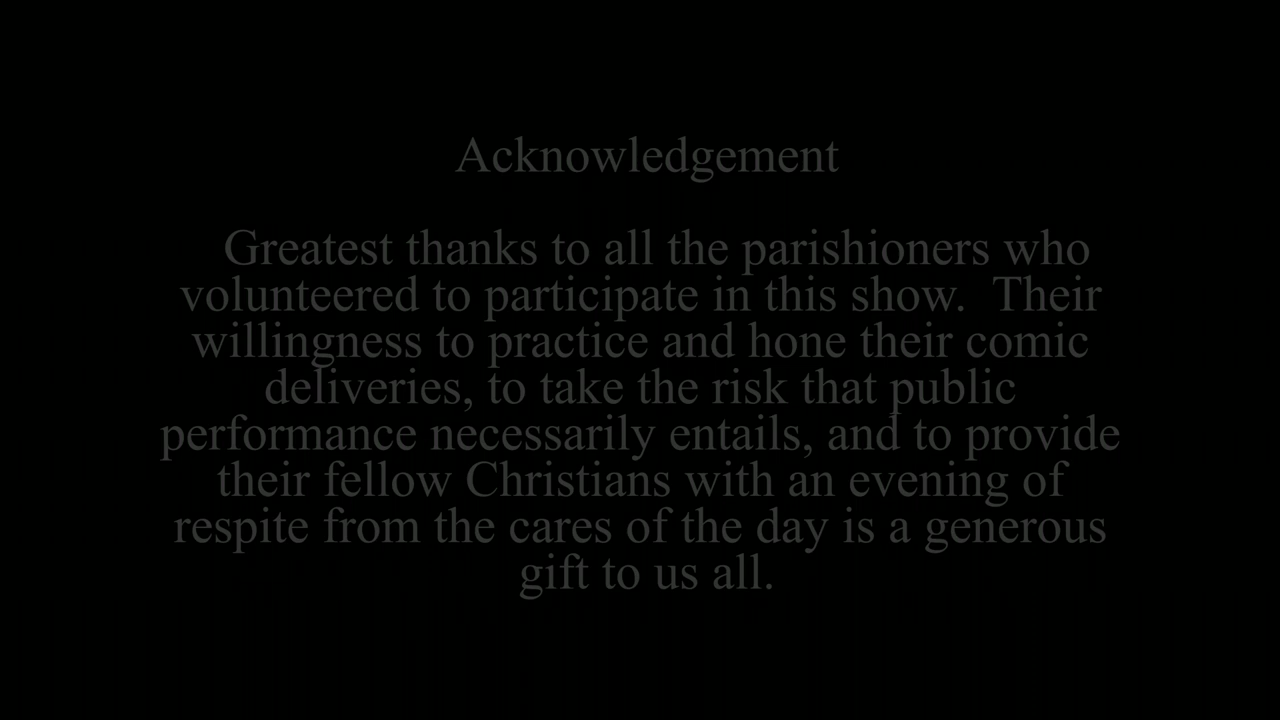 Acknowledgement
Greatest thanks to all the parishioners who
volunteered to participate in this show.  Their
willingness to practice and hone their comic
deliveries, to take the risk that public
performance necessarily entails, and to provide
their fellow Christians with an evening of
respite from the cares of the day is a generous
gift to us all.